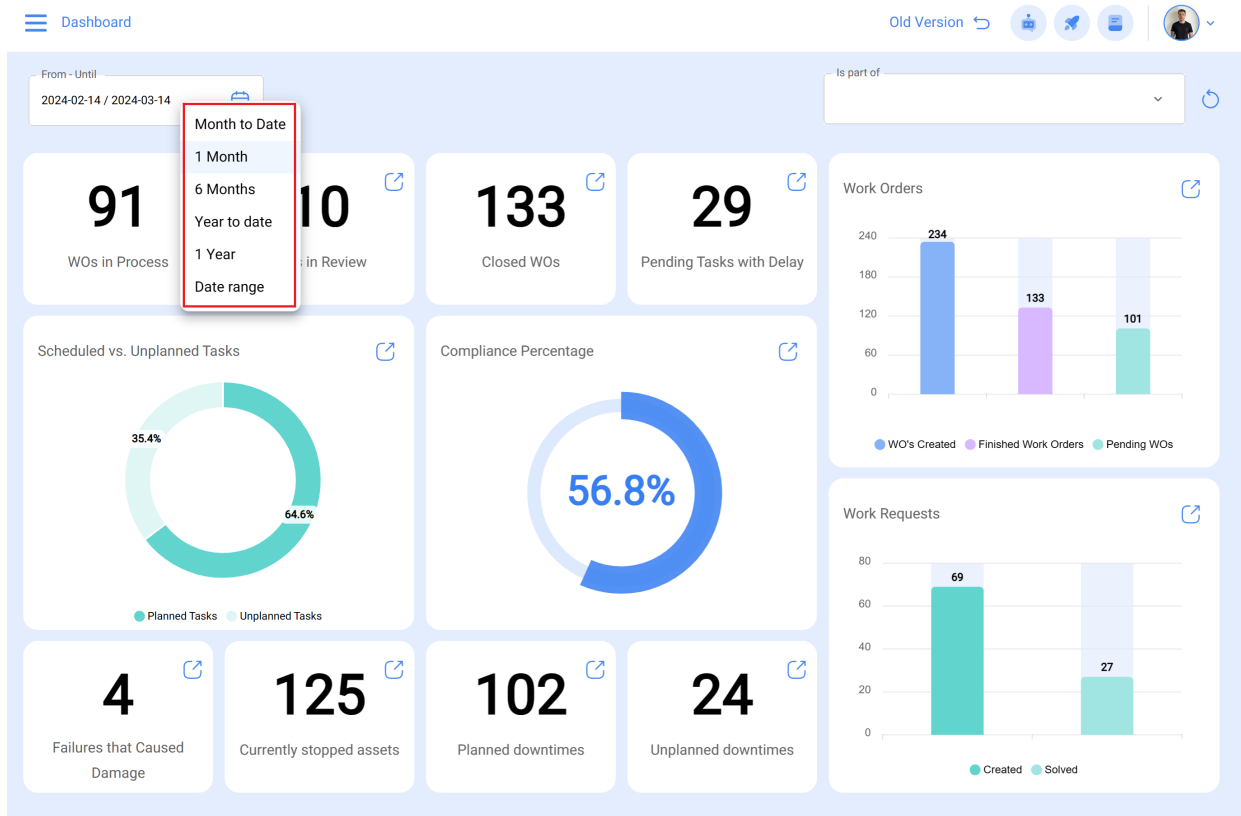 Dashboard
Old Version
From - Until
2024-02-14 / 2024-03-14
Is part of
Month to Date
1 Month
6 Months
Year to date
1 Year
Date range
91
WOs in Process
10
in Review
133
Closed WOs
29
Pending Tasks with Delay
Work Orders
240
180
120
60
0
234
133
101
WO's Created Finished Work Orders Pending WOs
Scheduled vs. Unplanned Tasks
35.4%
64.6%
Planned Tasks Unplanned Tasks
Compliance Percentage
56.8%
Work Requests
80
60
40
20
0
69
27
Created Solved
4
Failures that Caused
Damage
125
Currently stopped assets
102
Planned downtimes
24
Unplanned downtimes